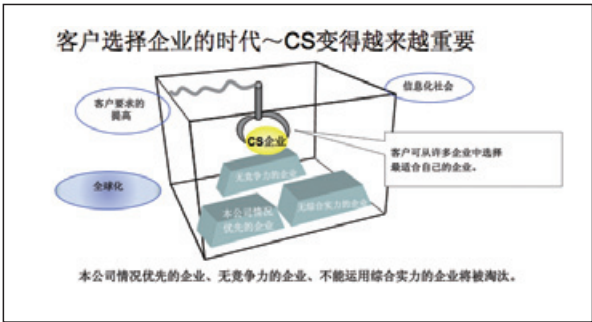 客户选择企业的时代～CS变得越来越重要
信息化社会
客户要求的
提高
CS企业
客户可从许多企业中选择
最适合自己的企业。
无竞争力的企业
全球化
无综合实力的企业
本公司情况
优先的企业
本公司情况优先的企业、无竞争力的企业、不能运用综合实力的企业将被淘汰。